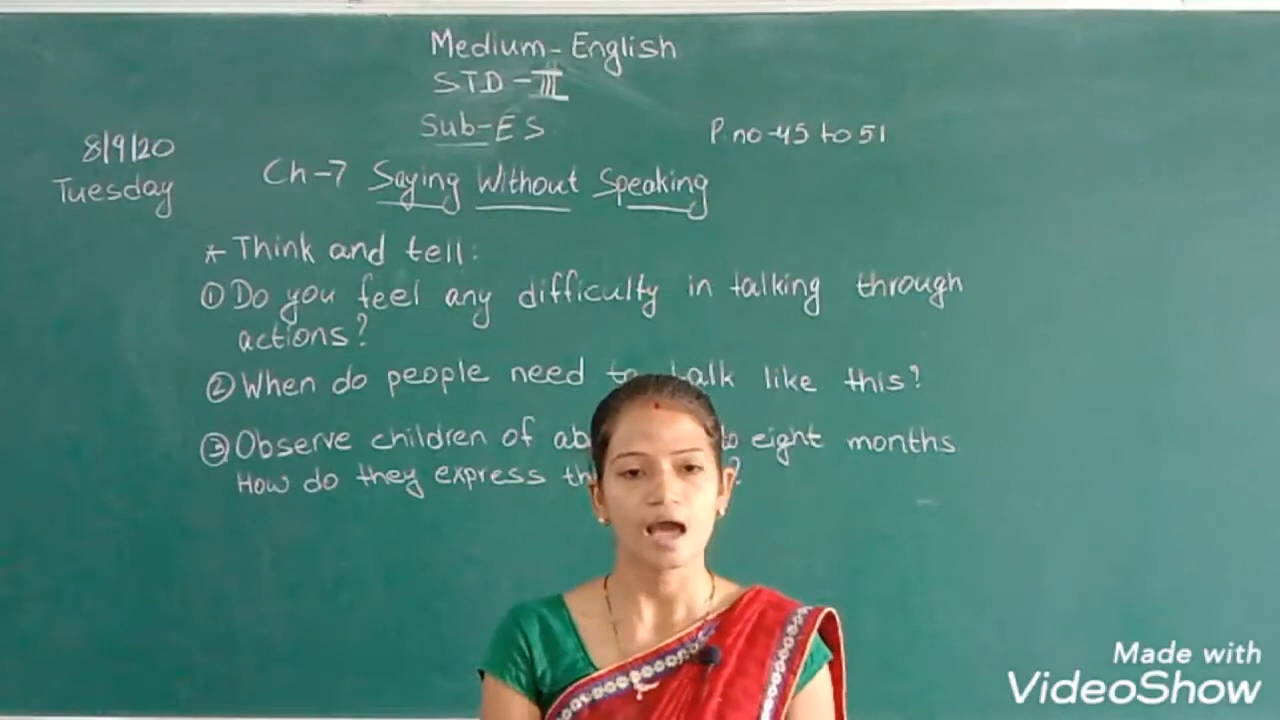 Medium-English
STD-III
Sub-ES
P.no-45 to 51
8/9/20
Tuesday
Ch-7 Saying Without Speaking
* Think and tell:
① Do you feel any difficulty in talking through
actions?
② When do people need to talk like this?
③ Observe children of eight months
How do they express ?
Made with
VideoShow